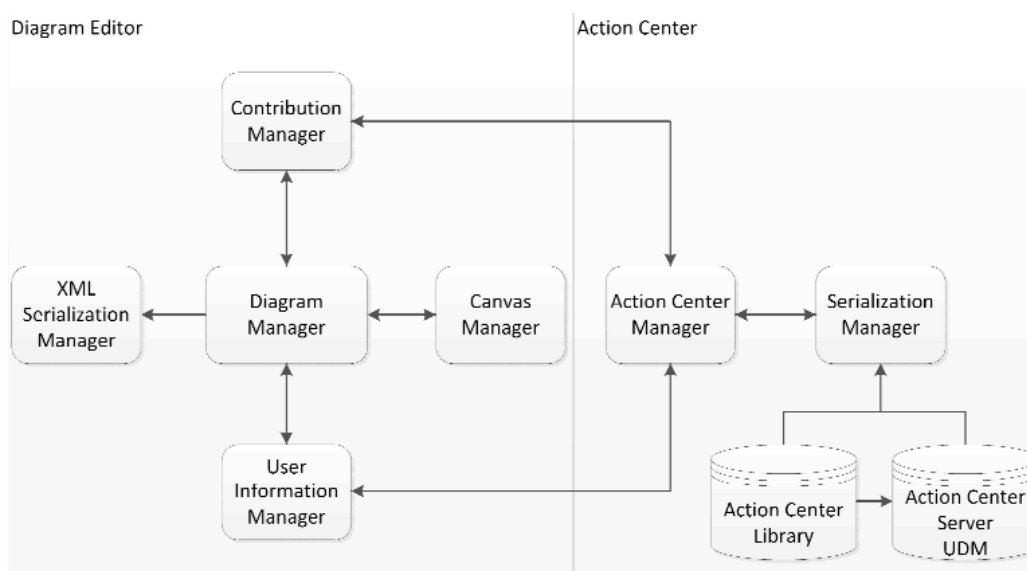 Diagram Editor
Action Center
Contribution
Manager
XML
Serialization
Manager
Diagram
Manager
Canvas
Manager
Action Center
Manager
Serialization
Manager
User
Information
Manager
Action Center
Library
Action Center
Server
UDM